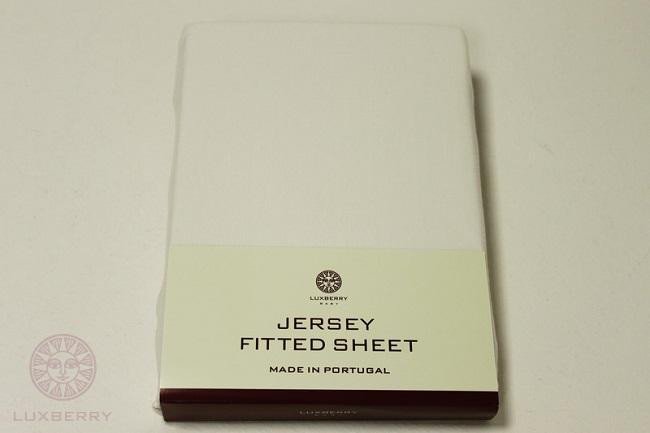 LUXBERRY
BABY
JERSEY
FITTED SHEET
MADE IN PORTUGAL
LUXBERRY
LUXBERRY